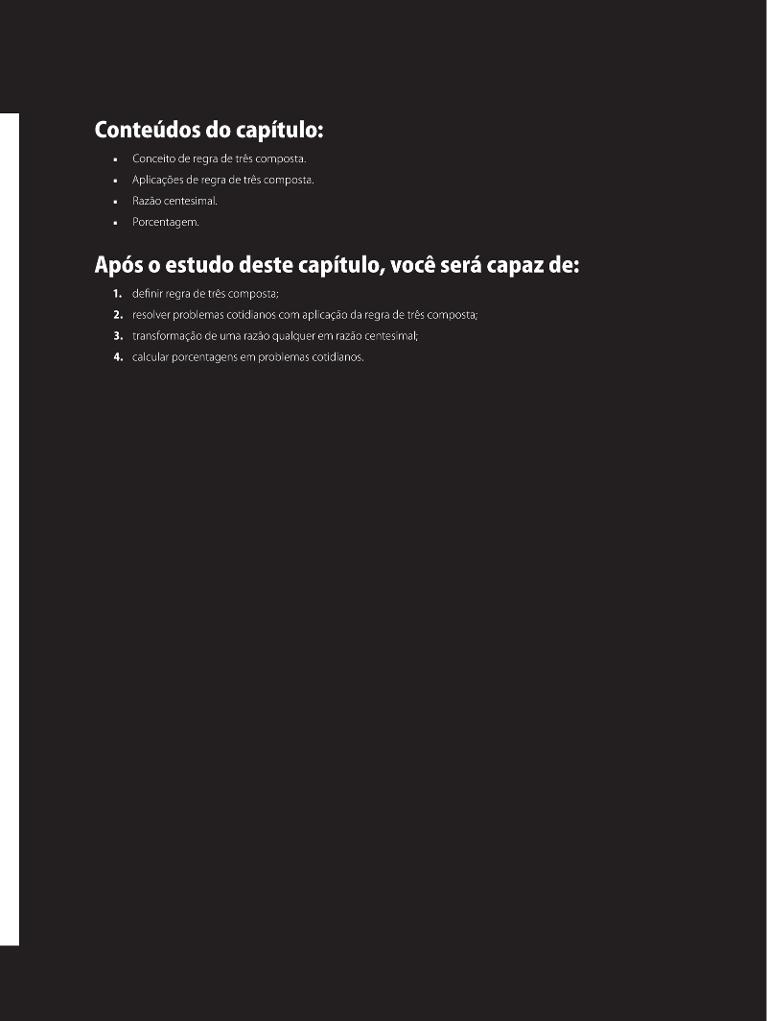 Conteúdos do capítulo:
▪ Conceito de regra de três composta.
▪ Aplicações de regra de três composta.
▪ Razão centesimal.
▪ Porcentagem.
Após o estudo deste capítulo, você será capaz de:
1. definir regra de três composta;
2. resolver problemas cotidianos com aplicação da regra de três composta;
3. transformação de uma razão qualquer em razão centesimal;
4. calcular porcentagens em problemas cotidianos.